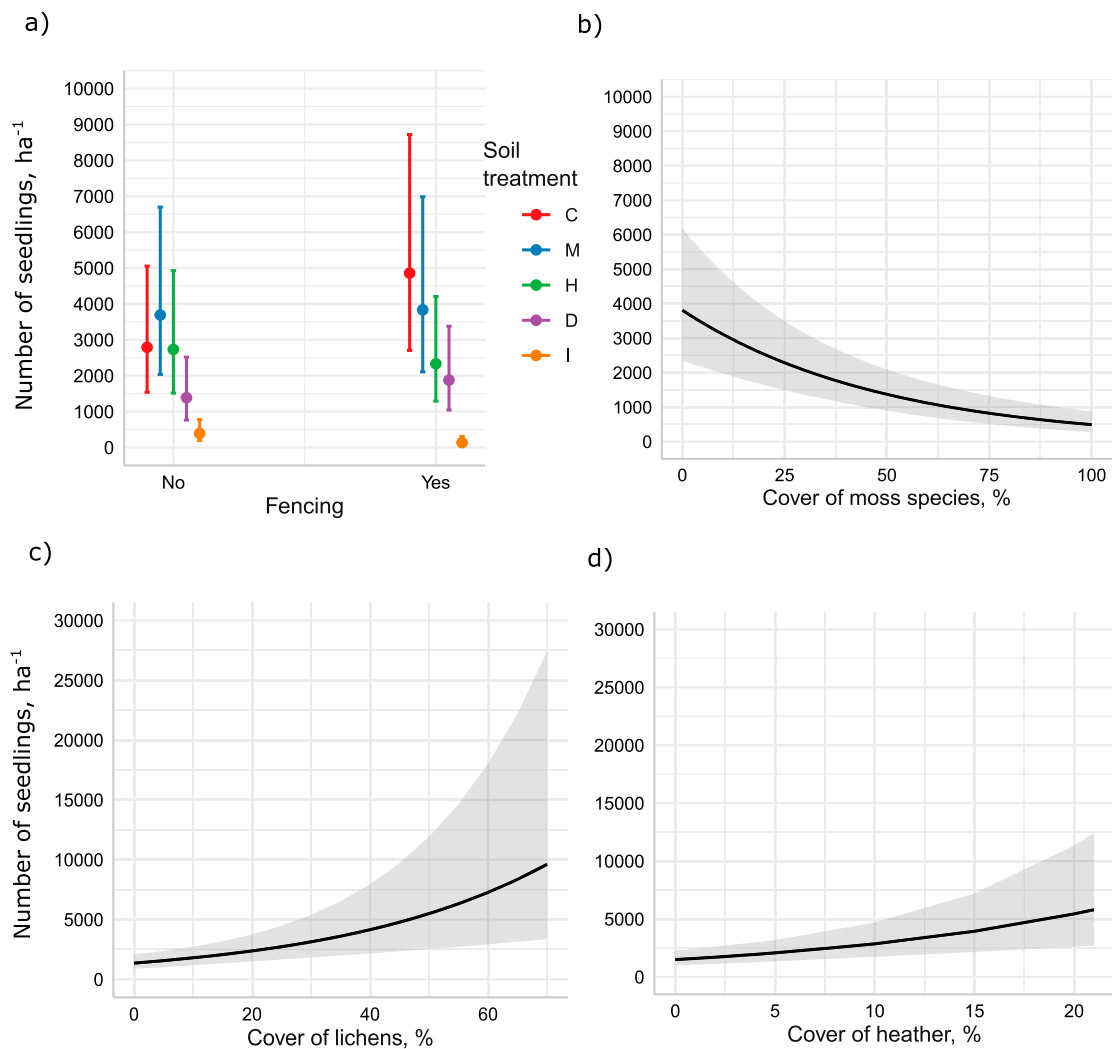 a)
Number of seedlings, ha-1
10000
9000
8000
7000
6000
5000
4000
3000
2000
1000
0
No
Yes
Fencing
Soil
treatment
C
M
H
D
I
b)
10000
9000
8000
7000
6000
5000
4000
3000
2000
1000
0
0 25 50 75 100
Cover of moss species, %
c)
Number of seedlings, ha-1
30000
25000
20000
15000
10000
5000
0
0 20 40 60
Cover of lichens, %
d)
30000
25000
20000
15000
10000
5000
0
0 5 10 15 20
Cover of heather, %